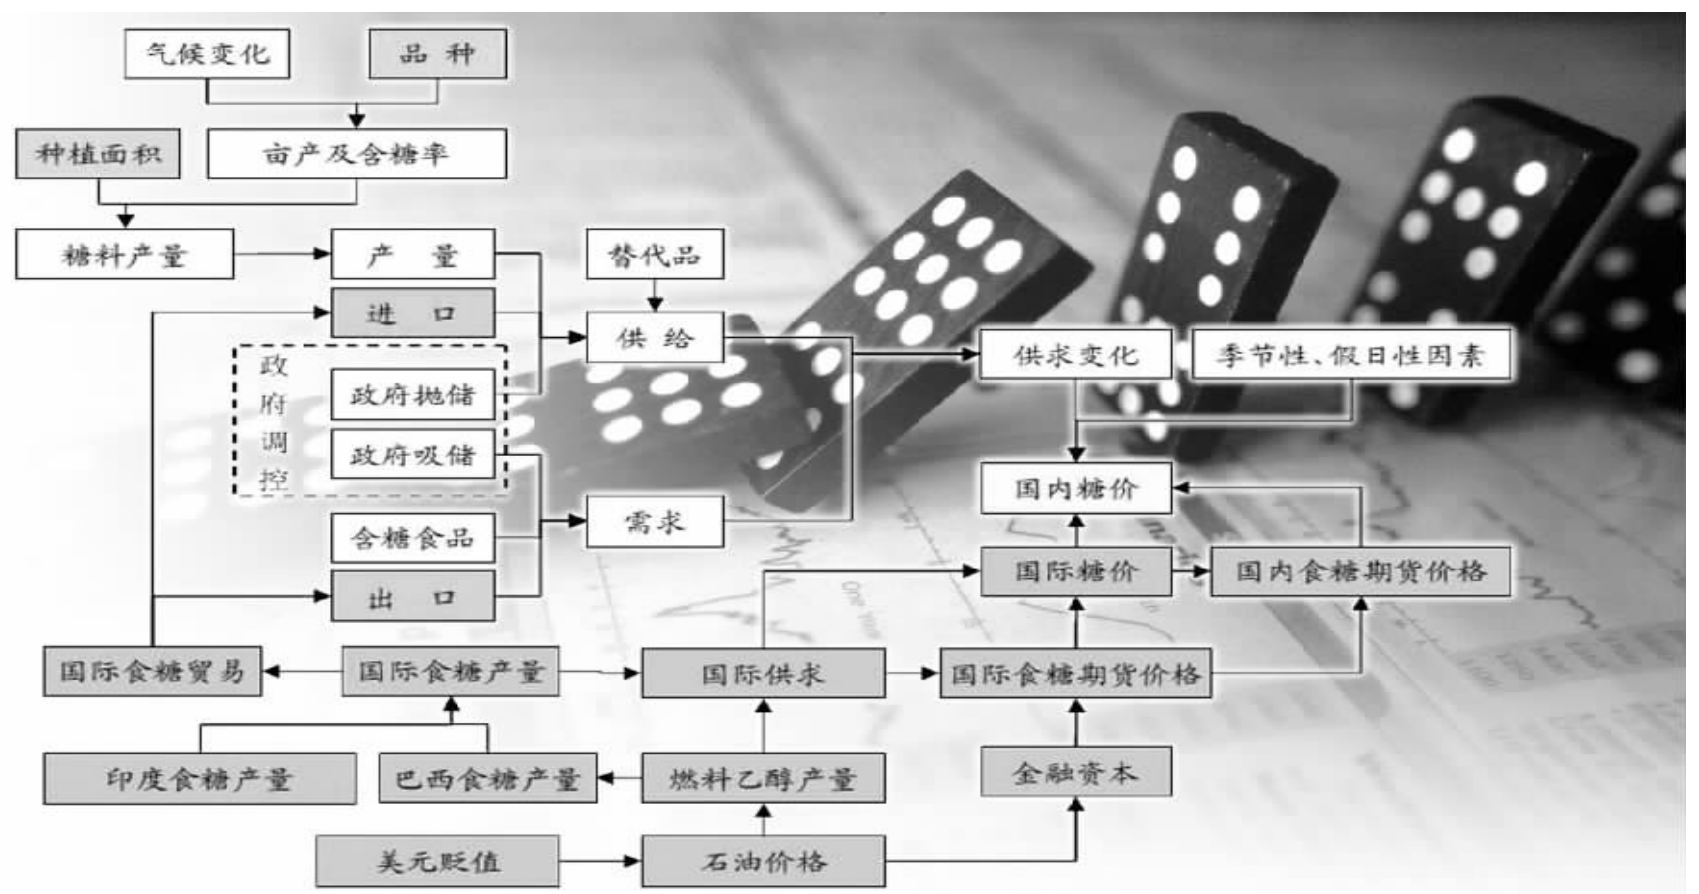 气候变化
品 种
种植面积
亩产及含糖率
糖料产量
产 量
替代品
进 口
供 给
供求变化
季节性、假日性因素
政府调控
政府抛储
政府吸储
国内糖价
含糖食品
需求
出 口
国际糖价
国内食糖期货价格
国际食糖贸易
国际食糖产量
国际供求
国际食糖期货价格
印度食糖产量
巴西食糖产量
燃料乙醇产量
金融资本
美元贬值
石油价格
One Year